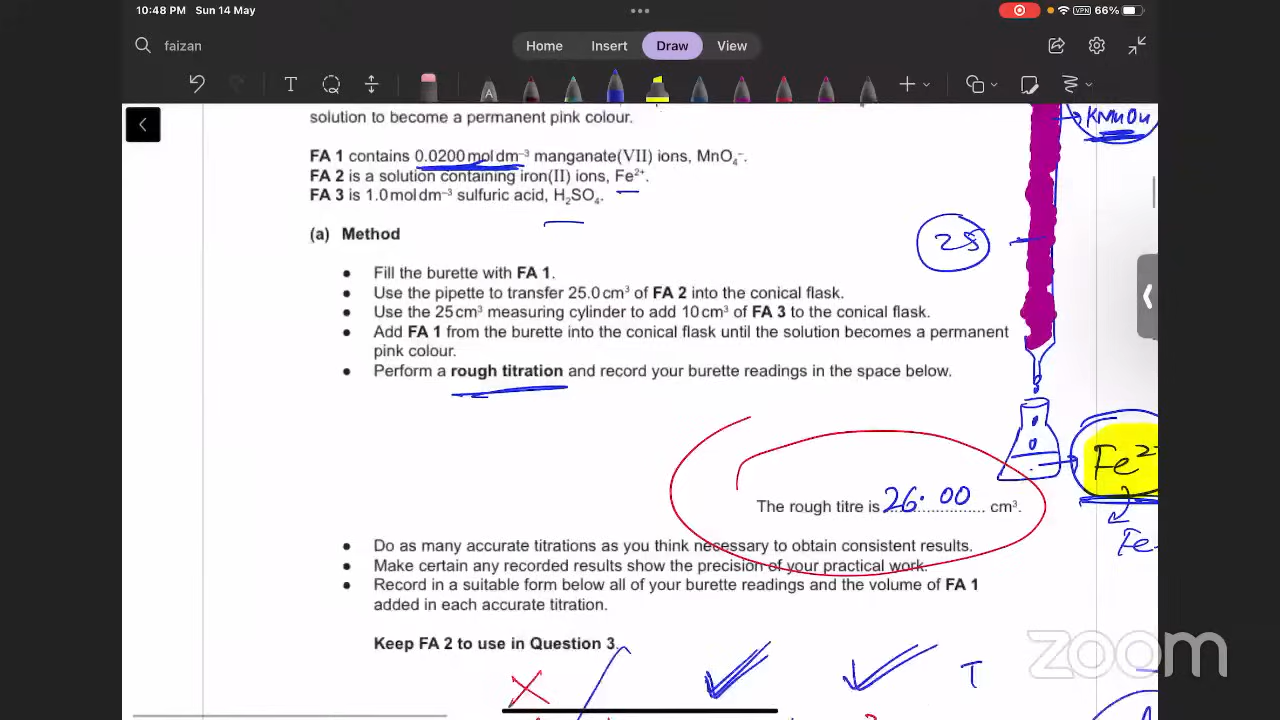 10:48 PM Sun 14 May
VPN 66%
faizan
Home Insert Draw View
T
A
solution to become a permanent pink colour.
KMnO4
FA 1 contains 0.0200 mol dm⁻³ manganate(VII) ions, MnO₄⁻.
FA 2 is a solution containing iron(II) ions, Fe²⁺.
FA 3 is 1.0 mol dm⁻³ sulfuric acid, H₂SO₄.
(a) Method
25
• Fill the burette with FA 1.
• Use the pipette to transfer 25.0 cm³ of FA 2 into the conical flask.
• Use the 25 cm³ measuring cylinder to add 10 cm³ of FA 3 to the conical flask.
• Add FA 1 from the burette into the conical flask until the solution becomes a permanent
pink colour.
• Perform a rough titration and record your burette readings in the space below.
Fe²
The rough titre is 26.00 cm³.
Fe
• Do as many accurate titrations as you think necessary to obtain consistent results.
• Make certain any recorded results show the precision of your practical work.
• Record in a suitable form below all of your burette readings and the volume of FA 1
added in each accurate titration.
Keep FA 2 to use in Question 3.
zoom